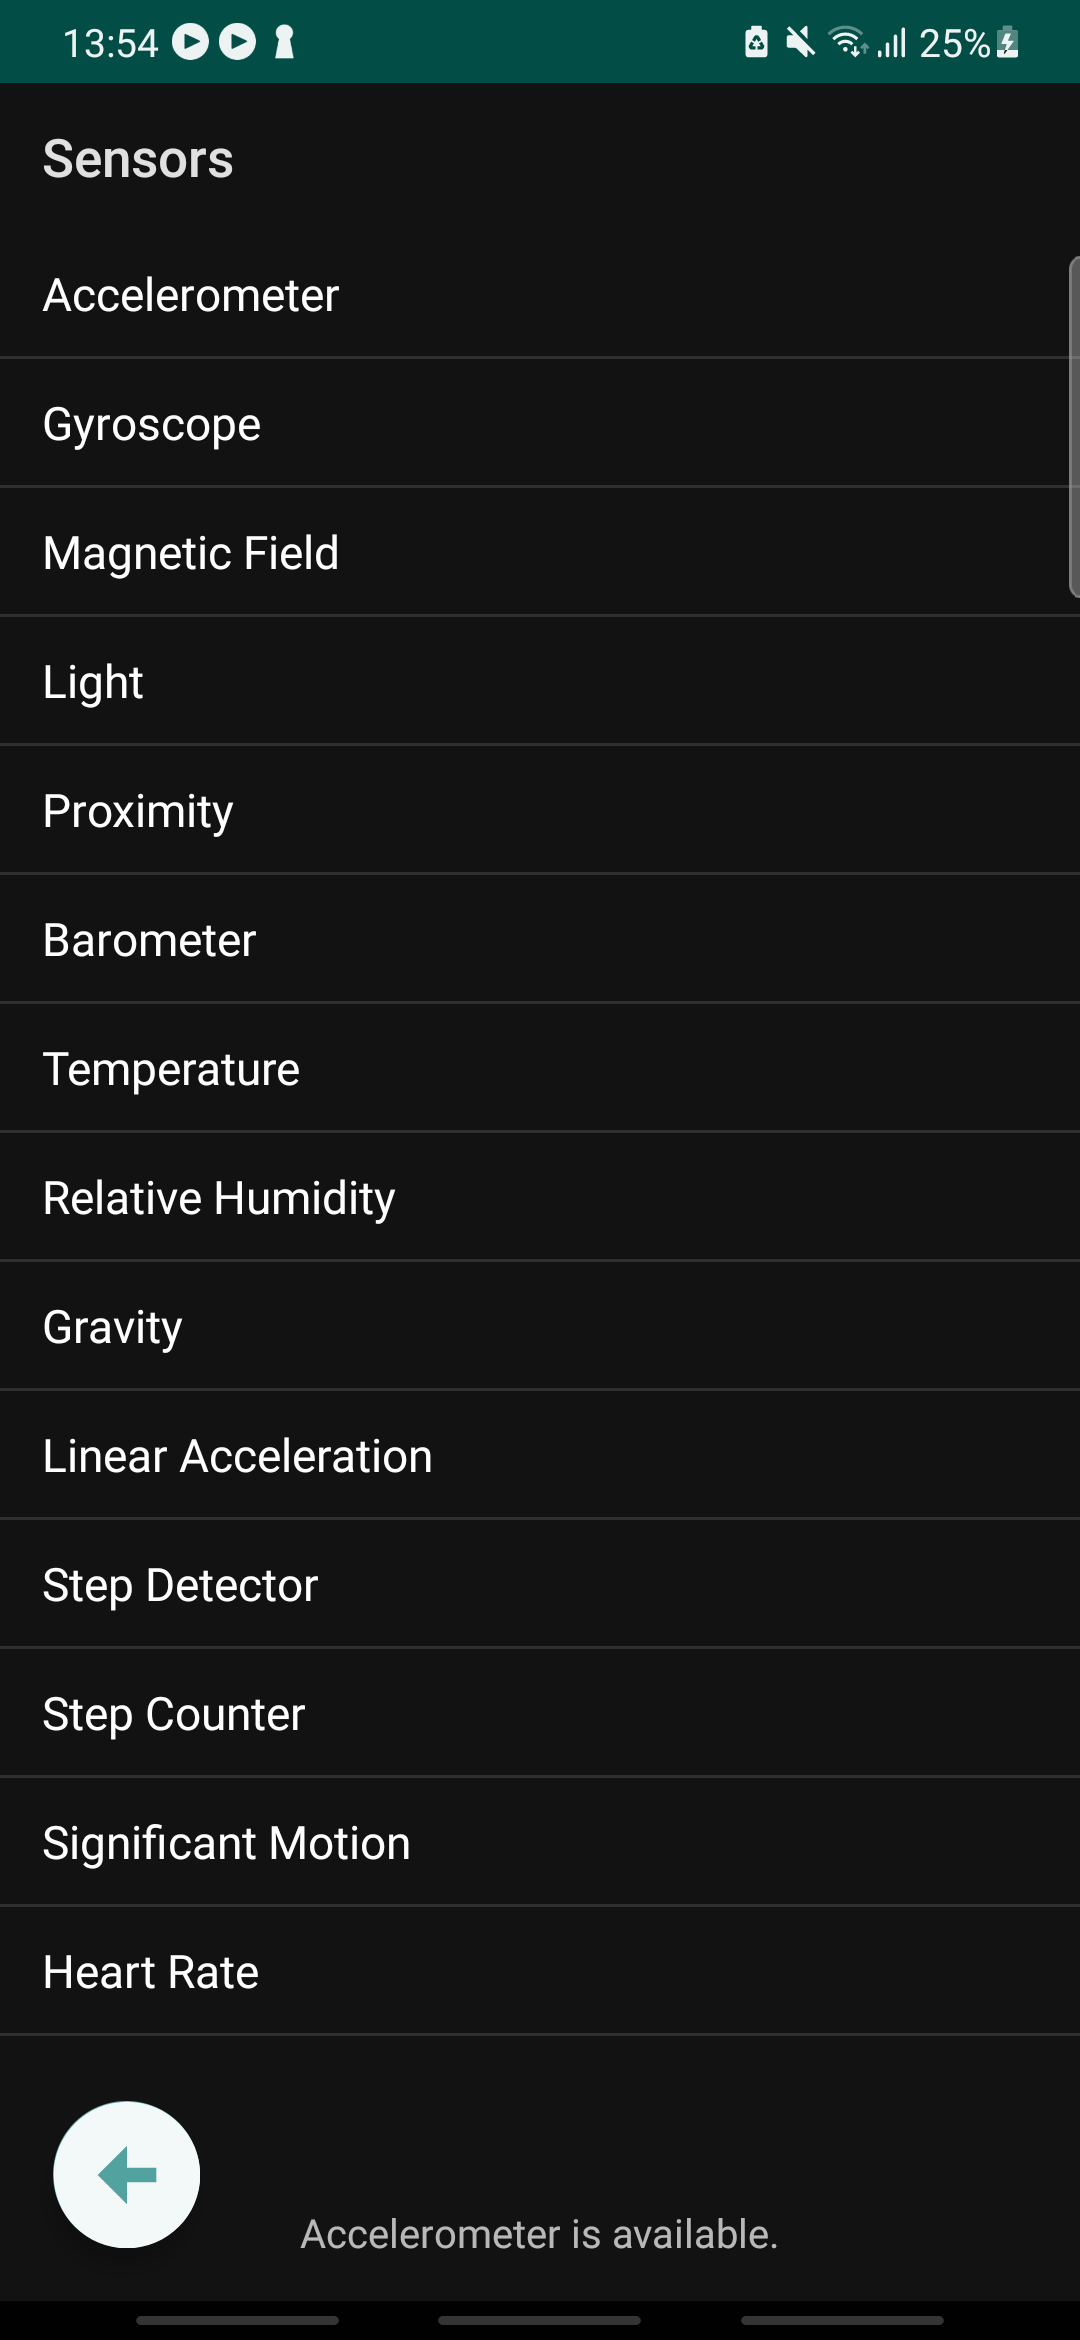 13:54
25%
Sensors
Accelerometer
Gyroscope
Magnetic Field
Light
Proximity
Barometer
Temperature
Relative Humidity
Gravity
Linear Acceleration
Step Detector
Step Counter
Significant Motion
Heart Rate
Accelerometer is available.